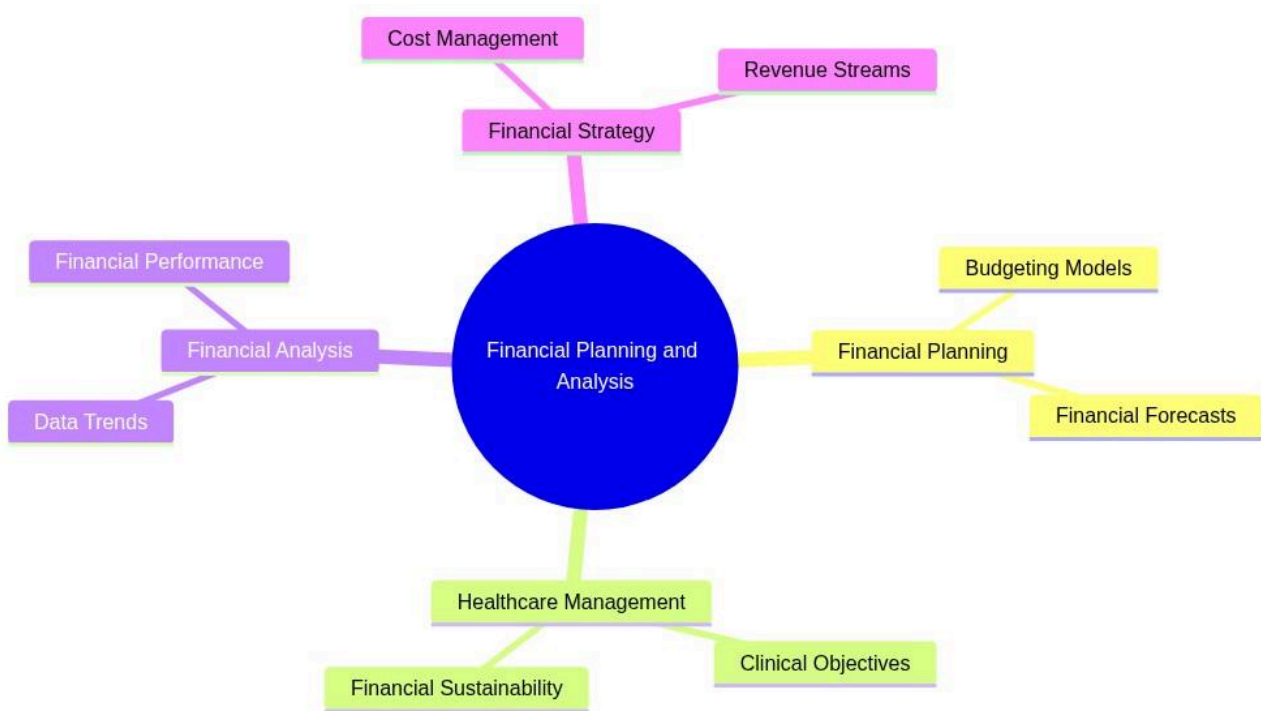 Cost Management
Revenue Streams
Financial Strategy
Financial Performance
Financial Analysis
Data Trends
Financial Planning and
Analysis
Budgeting Models
Financial Planning
Financial Forecasts
Healthcare Management
Financial Sustainability
Clinical Objectives